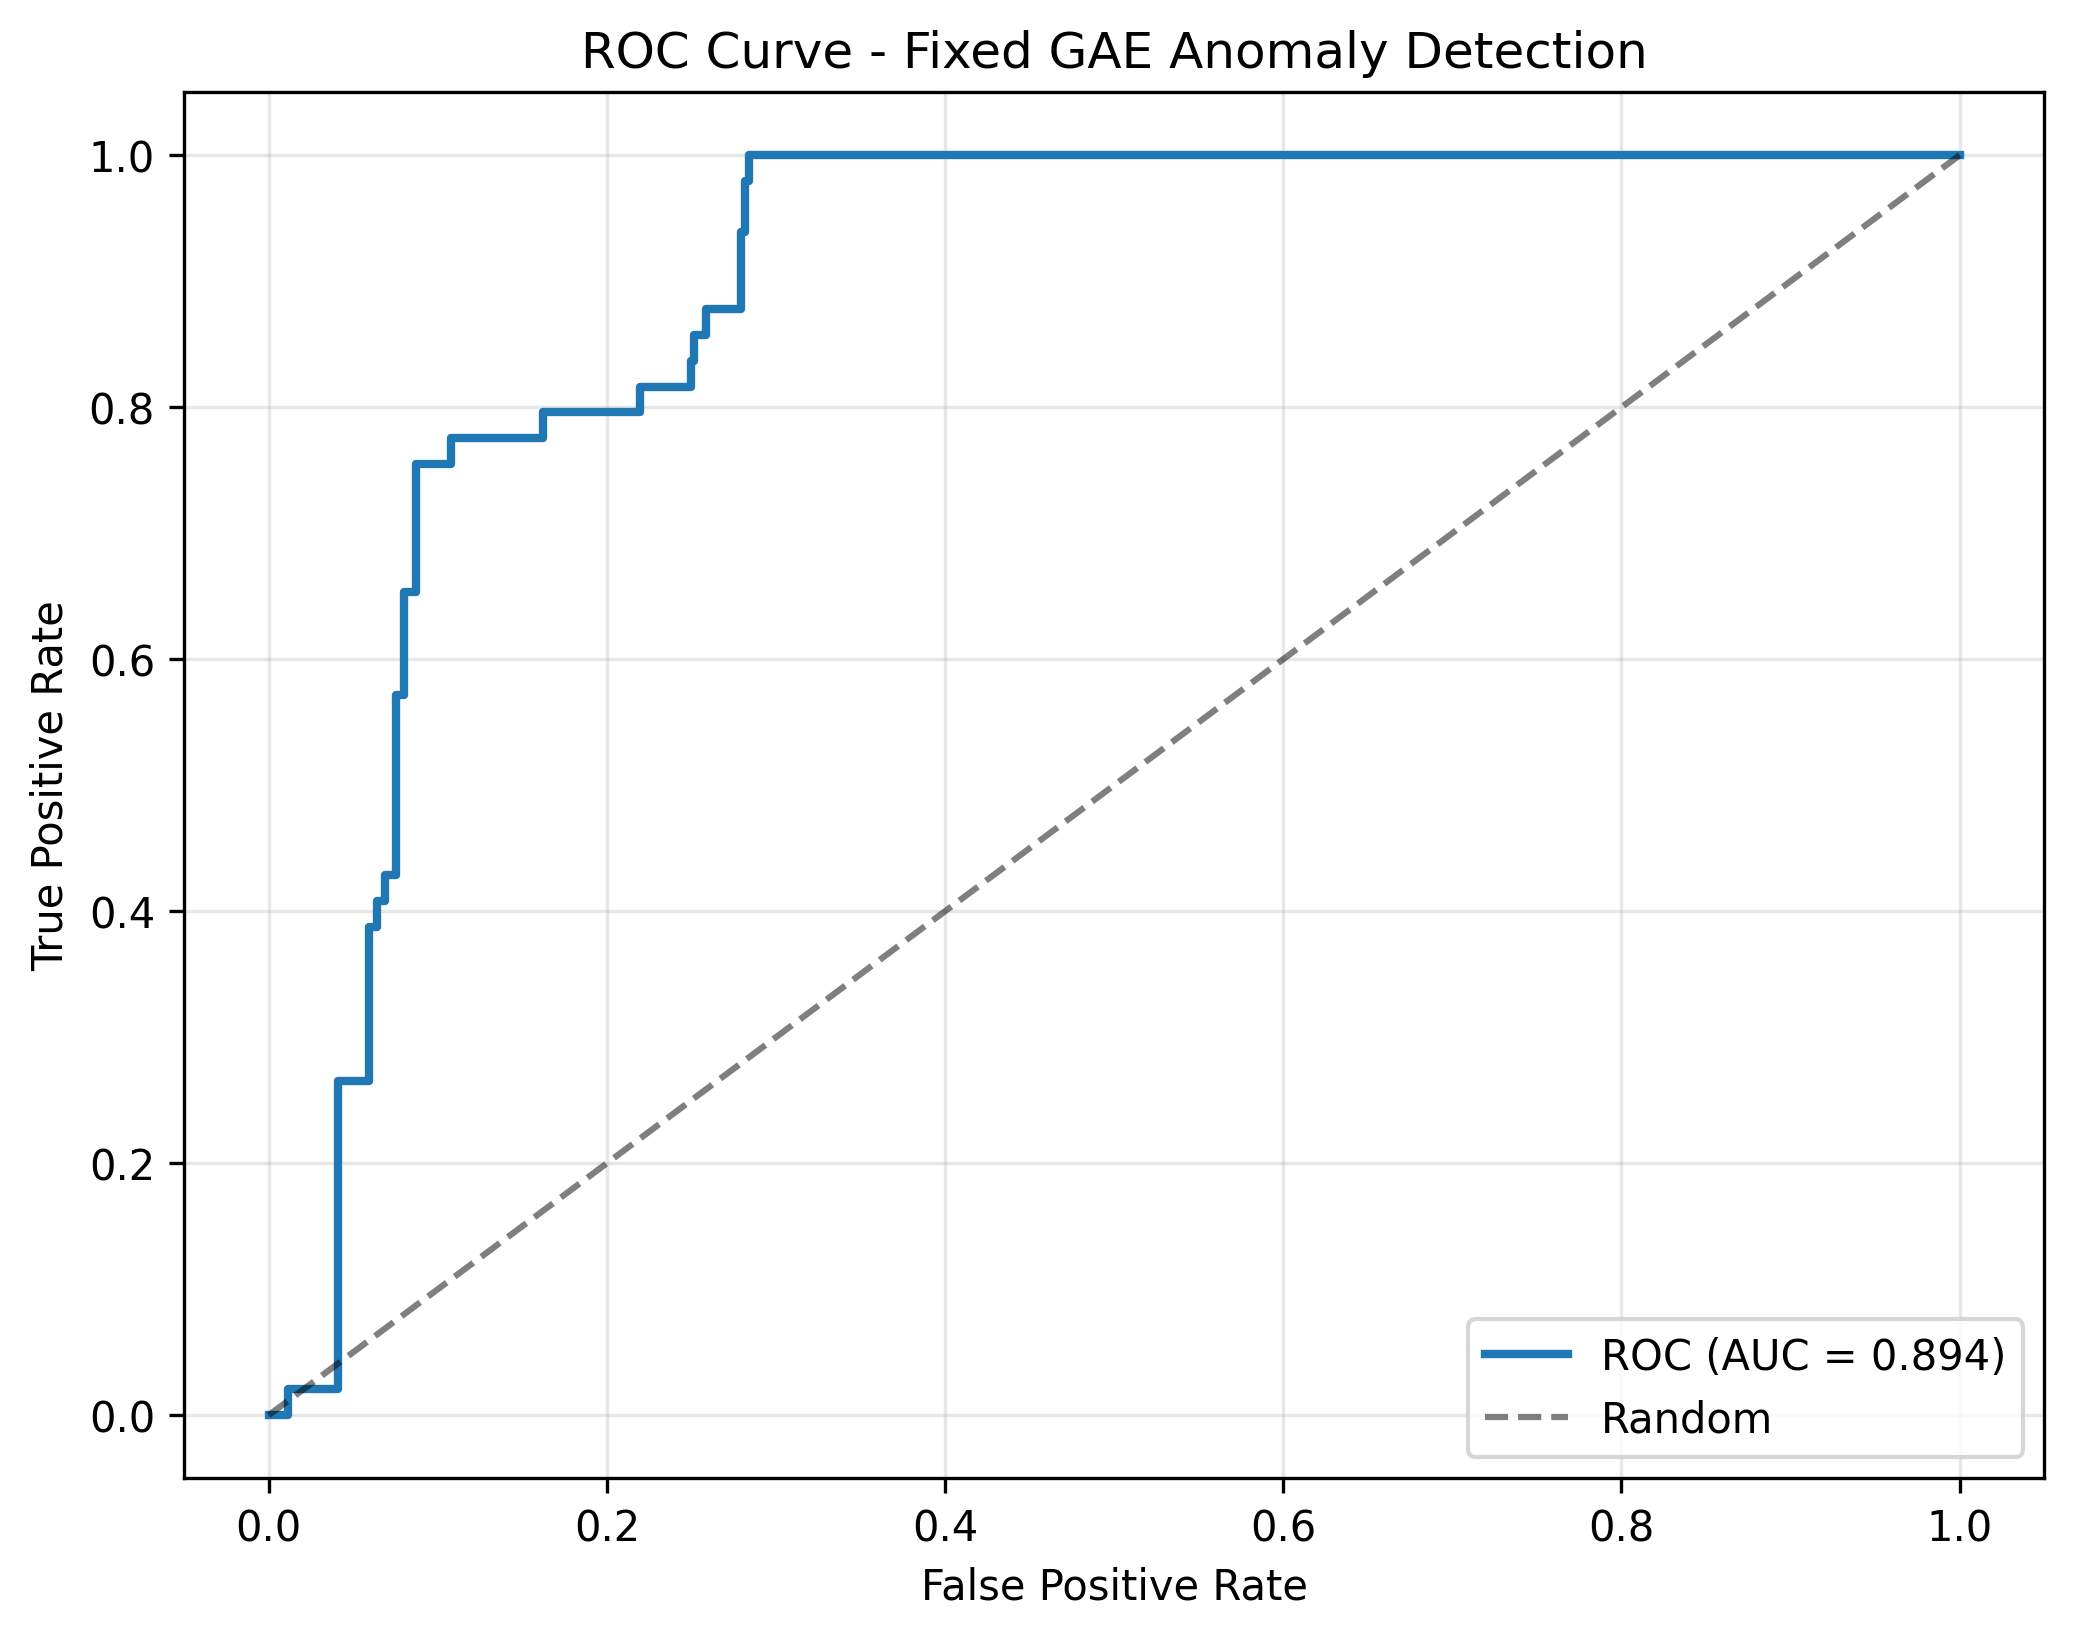 ROC Curve - Fixed GAE Anomaly Detection
True Positive Rate
1.0
0.8
0.6
0.4
0.2
0.0
ROC (AUC = 0.894)
Random
0.0 0.2 0.4 0.6 0.8 1.0
False Positive Rate